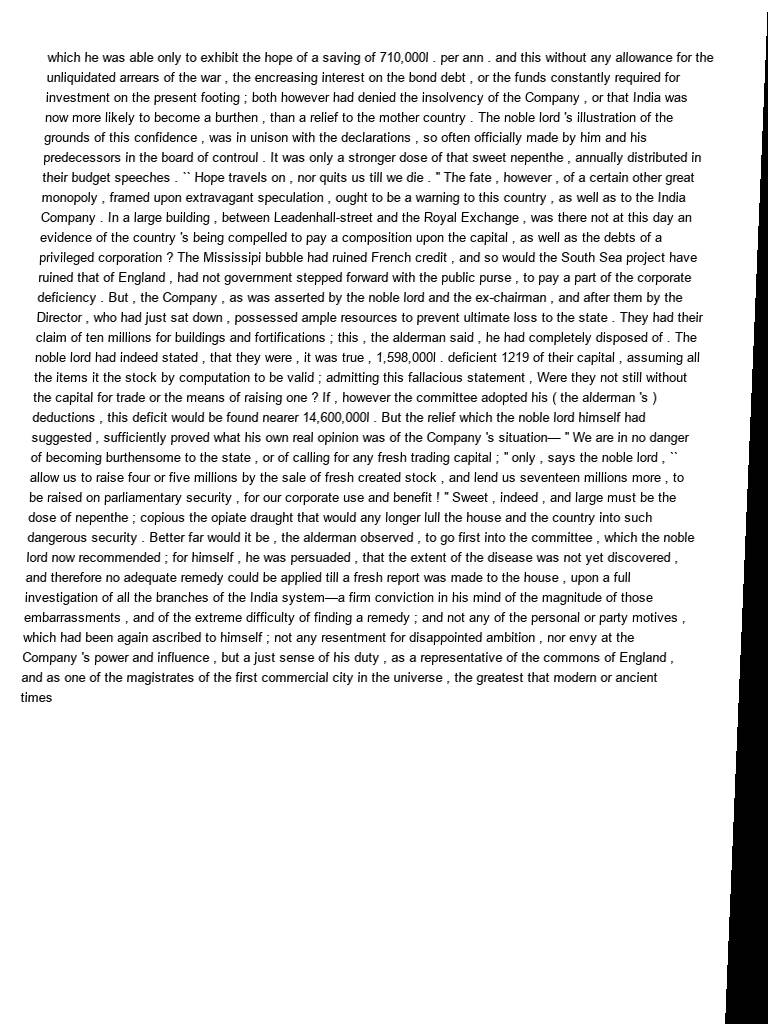 which he was able only to exhibit the hope of a saving of 710,000l . per ann . and this without any allowance for the
unliquidated arrears of the war , the encreasing interest on the bond debt , or the funds constantly required for
investment on the present footing ; both however had denied the insolvency of the Company , or that India was
now more likely to become a burthen , than a relief to the mother country . The noble lord 's illustration of the
grounds of this confidence , was in unison with the declarations , so often officially made by him and his
predecessors in the board of controul . It was only a stronger dose of that sweet nepenthe , annually distributed in
their budget speeches . `` Hope travels on , nor quits us till we die . " The fate , however , of a certain other great
monopoly , framed upon extravagant speculation , ought to be a warning to this country , as well as to the India
Company . In a large building , between Leadenhall-street and the Royal Exchange , was there not at this day an
evidence of the country 's being compelled to pay a composition upon the capital , as well as the debts of a
privileged corporation ? The Mississipi bubble had ruined French credit , and so would the South Sea project have
ruined that of England , had not government stepped forward with the public purse , to pay a part of the corporate
deficiency . But , the Company , as was asserted by the noble lord and the ex-chairman , and after them by the
Director , who had just sat down , possessed ample resources to prevent ultimate loss to the state . They had their
claim of ten millions for buildings and fortifications ; this , the alderman said , he had completely disposed of . The
noble lord had indeed stated , that they were , it was true , 1,598,000l . deficient 1219 of their capital , assuming all
the items it the stock by computation to be valid ; admitting this fallacious statement , Were they not still without
the capital for trade or the means of raising one ? If , however the committee adopted his ( the alderman 's )
deductions , this deficit would be found nearer 14,600,000l . But the relief which the noble lord himself had
suggested , sufficiently proved what his own real opinion was of the Company 's situation— " We are in no danger
of becoming burthensome to the state , or of calling for any fresh trading capital ; " only , says the noble lord , ``
allow us to raise four or five millions by the sale of fresh created stock , and lend us seventeen millions more , to
be raised on parliamentary security , for our corporate use and benefit ! " Sweet , indeed , and large must be the
dose of nepenthe ; copious the opiate draught that would any longer lull the house and the country into such
dangerous security . Better far would it be , the alderman observed , to go first into the committee , which the noble
lord now recommended ; for himself , he was persuaded , that the extent of the disease was not yet discovered ,
and therefore no adequate remedy could be applied till a fresh report was made to the house , upon a full
investigation of all the branches of the India system—a firm conviction in his mind of the magnitude of those
embarrassments , and of the extreme difficulty of finding a remedy ; and not any of the personal or party motives ,
which had been again ascribed to himself ; not any resentment for disappointed ambition , nor envy at the
Company 's power and influence , but a just sense of his duty , as a representative of the commons of England ,
and as one of the magistrates of the first commercial city in the universe , the greatest that modern or ancient
times